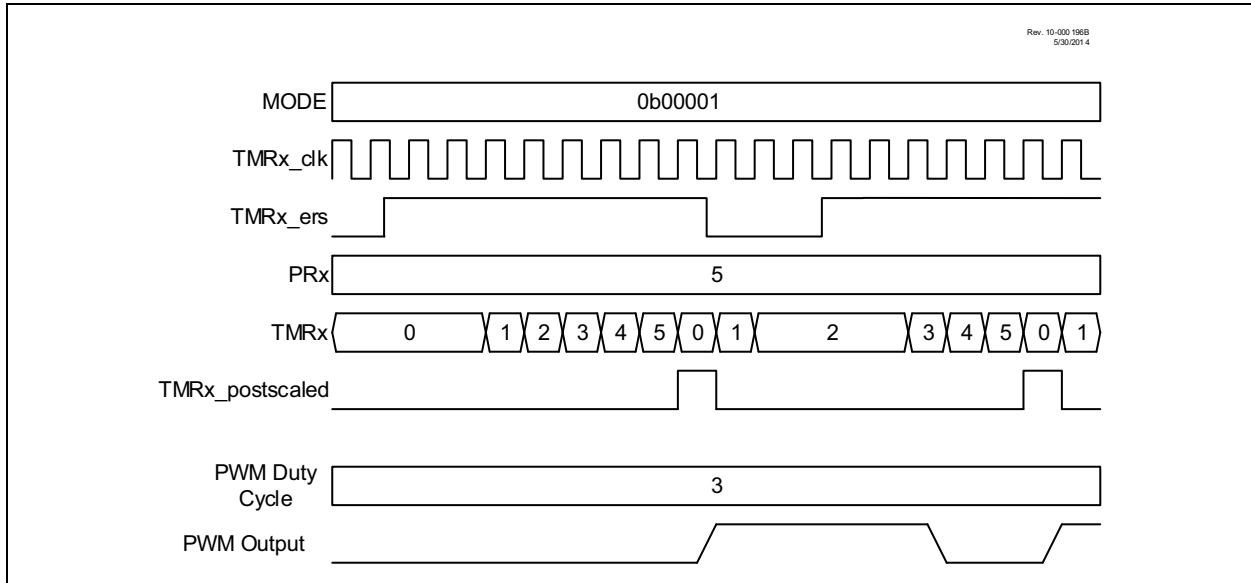 Rev. 10-000 196B
5/30/201 4
MODE
0b00001
TMRx_clk
TMRx_ers
PRx
5
TMRx
0 1 2 3 4 5 0 1 2 3 4 5 0 1
TMRx_postscaled
PWM Duty
Cycle
3
PWM Output